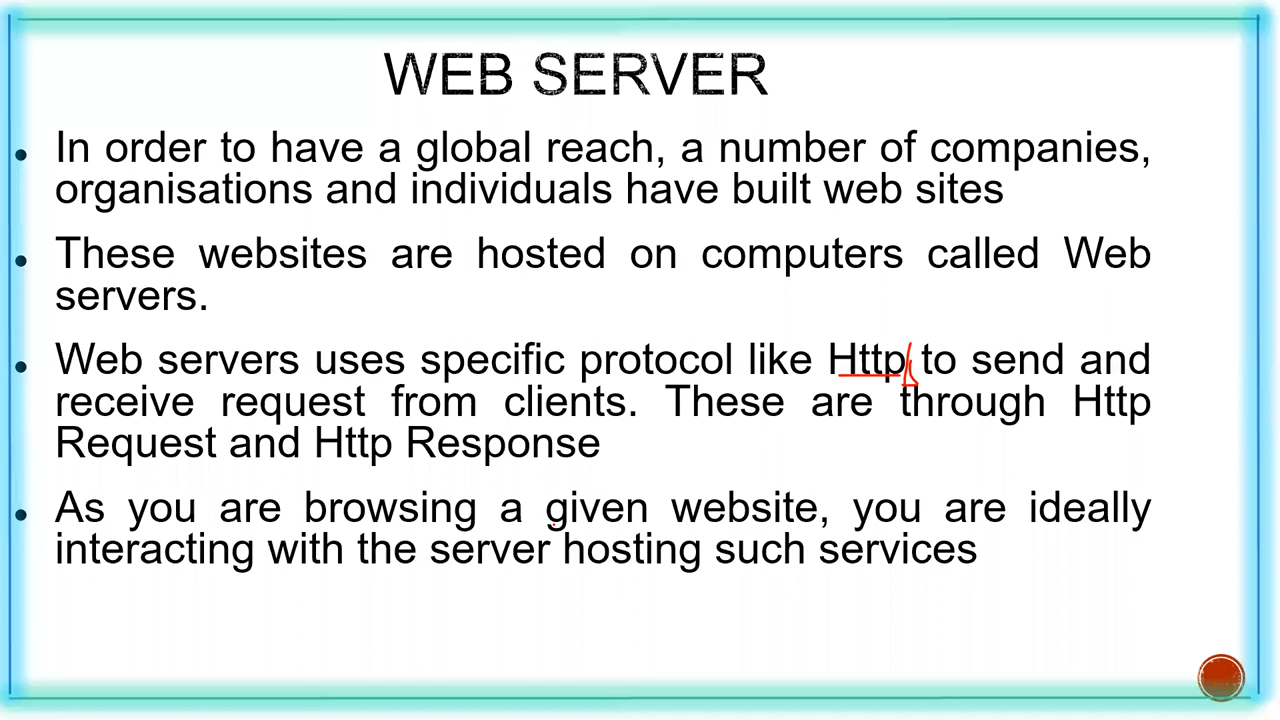 WEB SERVER
In order to have a global reach, a number of companies,
organisations and individuals have built web sites
These websites are hosted on computers called Web
servers.
Web servers uses specific protocol like Http to send and
receive request from clients. These are through Http
Request and Http Response
As you are browsing a given website, you are ideally
interacting with the server hosting such services